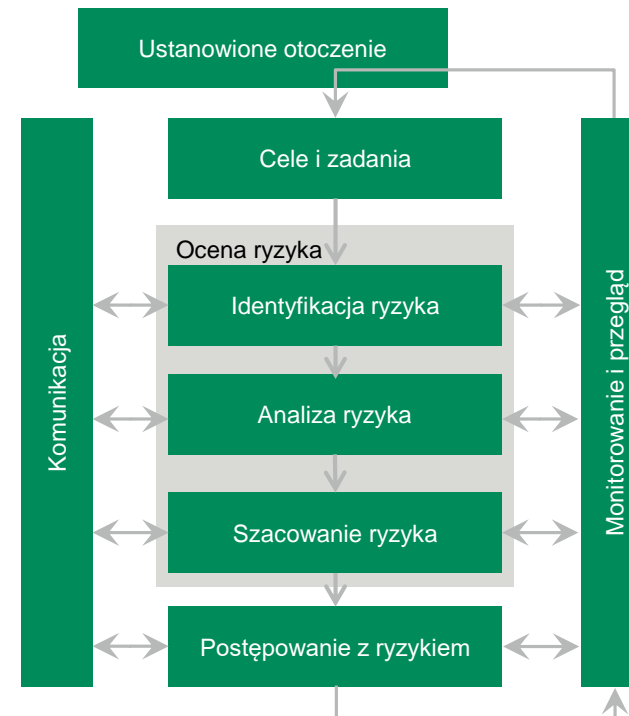 Ustanowione otoczenie
Cele i zadania
Ocena ryzyka
Identyfikacja ryzyka
Analiza ryzyka
Szacowanie ryzyka
Postępowanie z ryzykiem
Komunikacja
Monitorowanie i przegląd